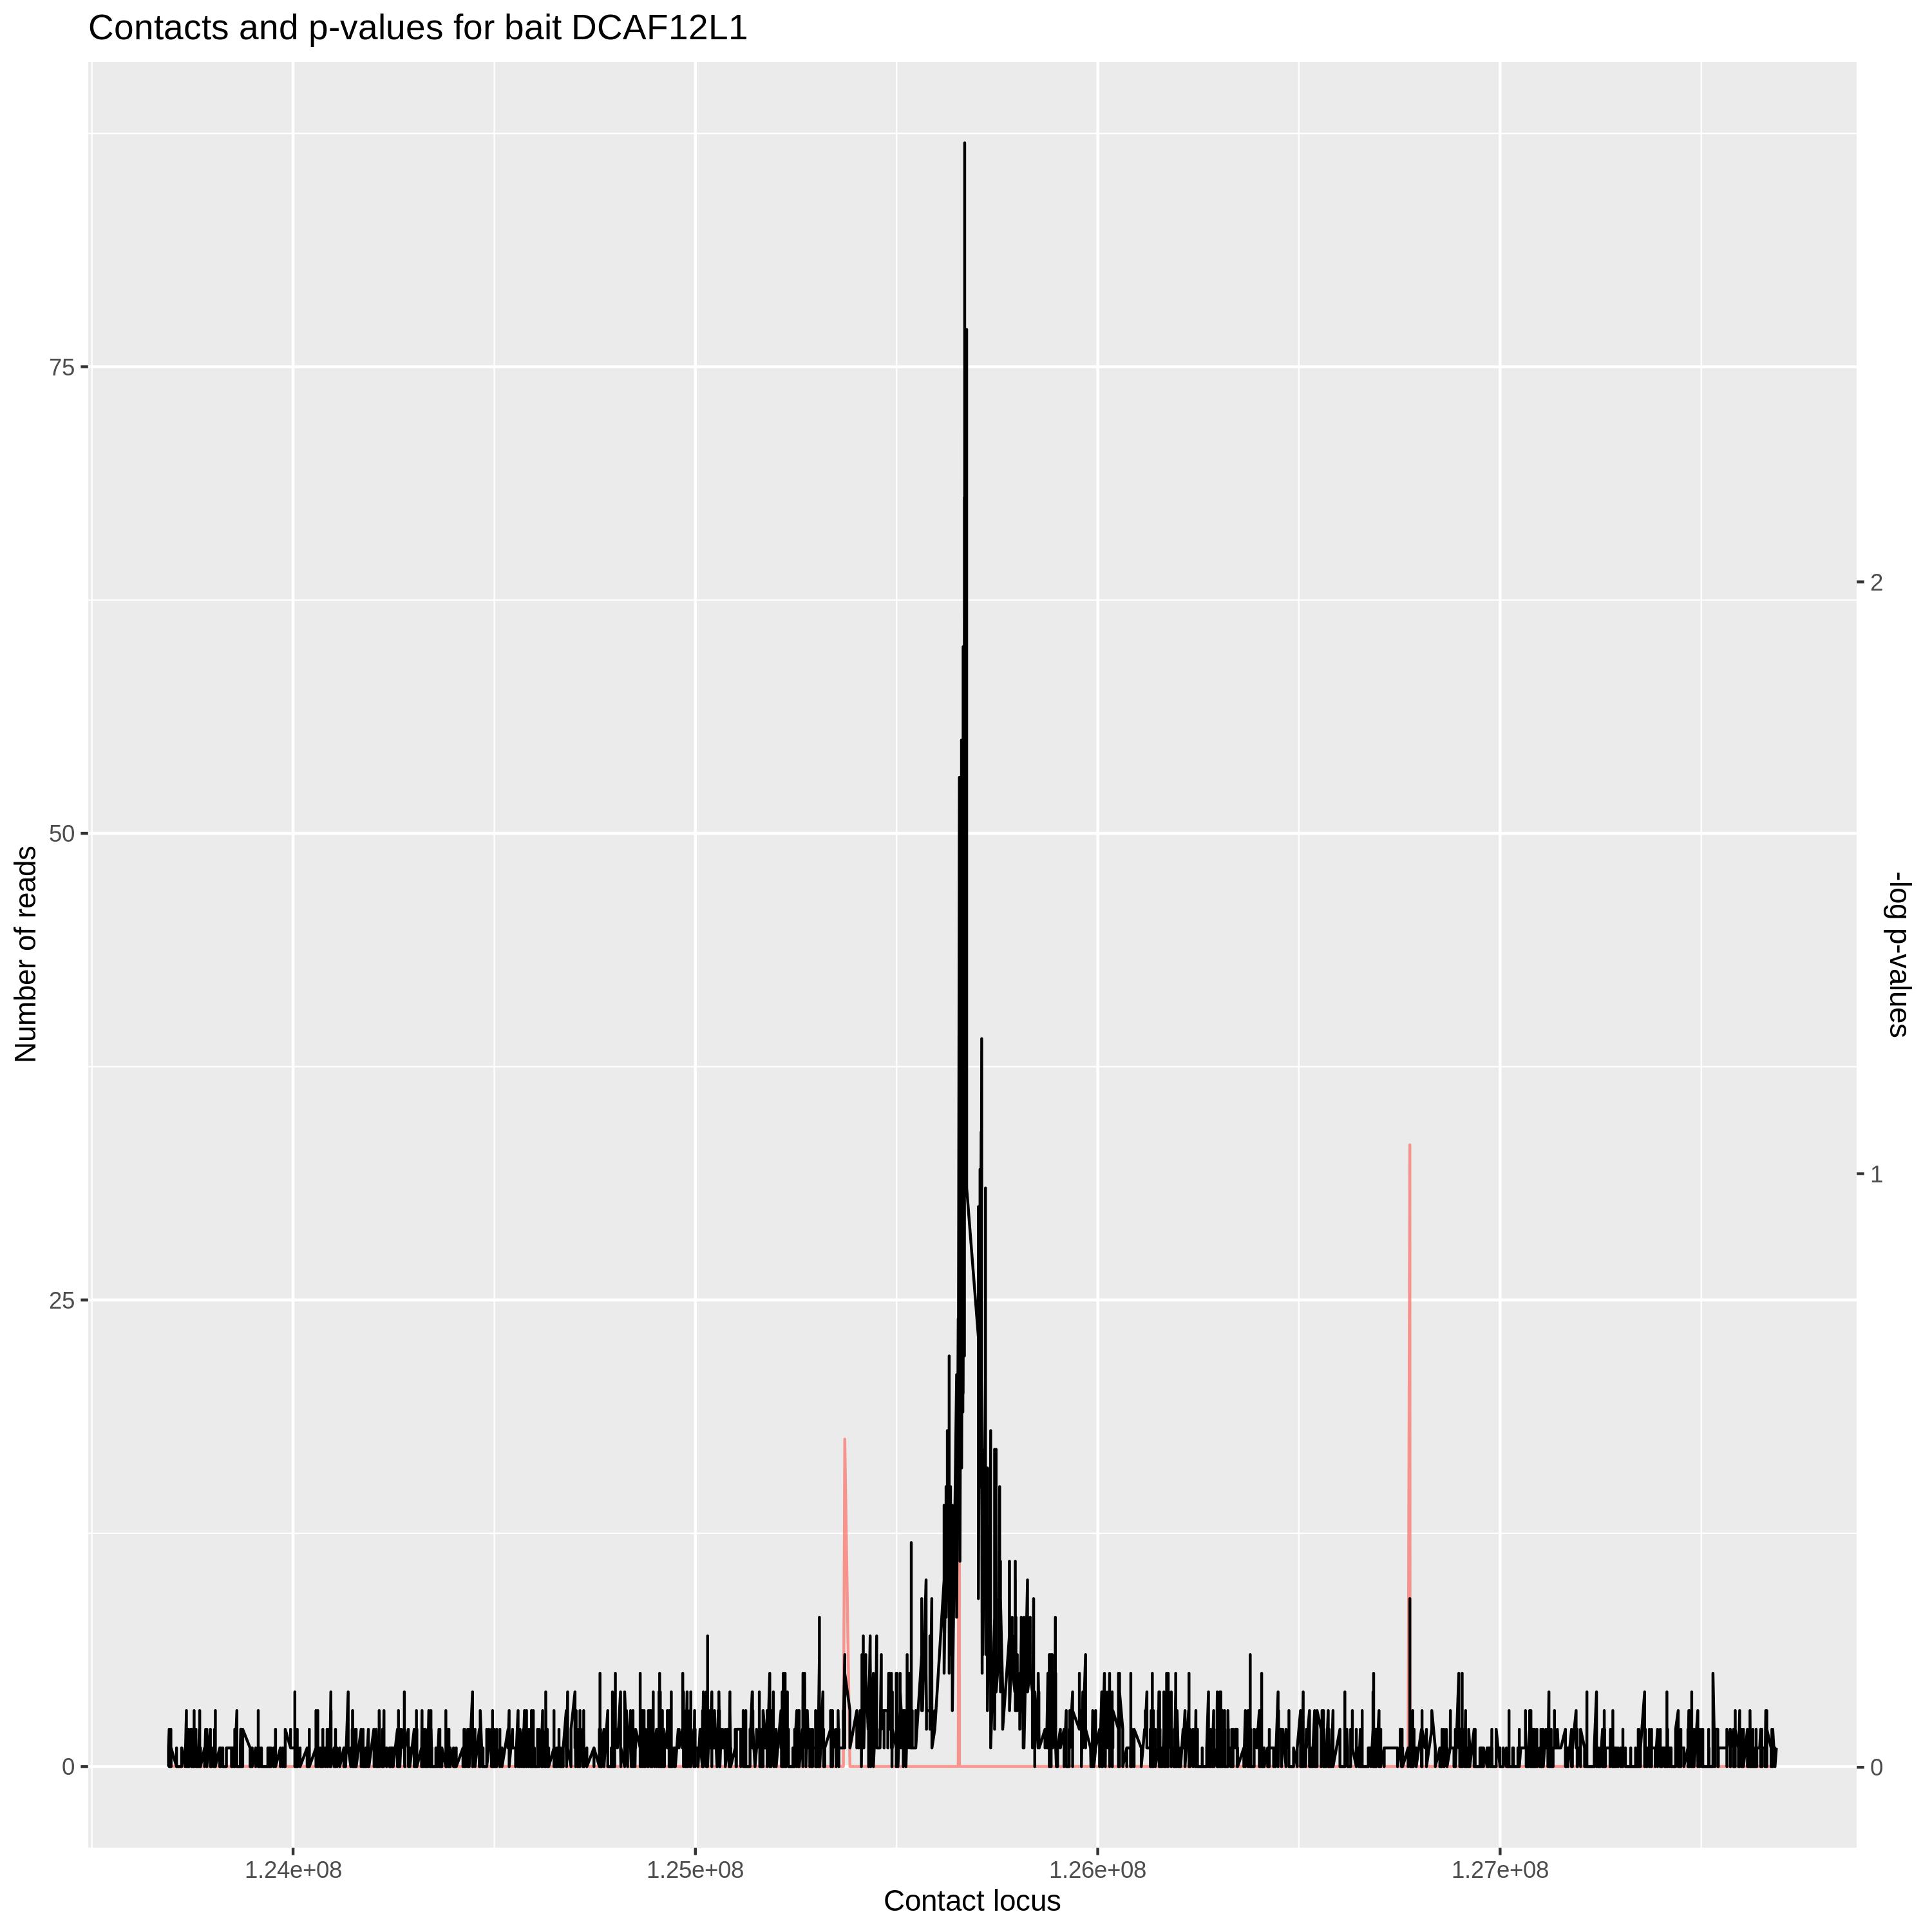 Contacts and p-values for bait DCAF12L1
75
50
25
0
Number of reads
2
1
0
-log p-values
1.24e+08
1.25e+08
1.26e+08
1.27e+08
Contact locus